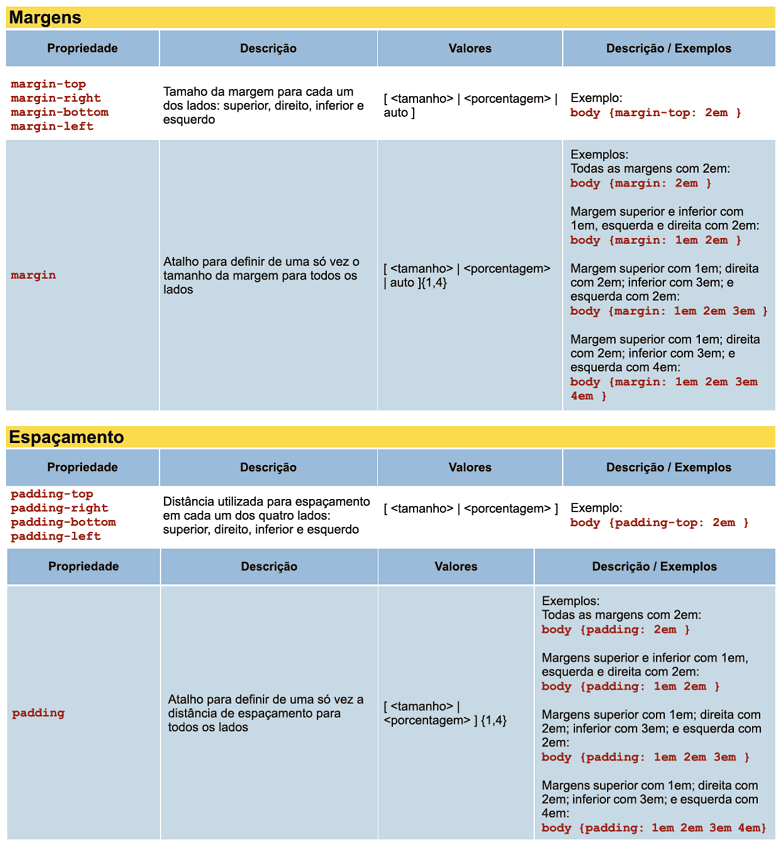 Margens
Propriedade
Descrição
Valores
Descrição / Exemplos
margin-top
margin-right
margin-bottom
margin-left
Tamaho da margem para cada um
dos lados: superior, direito, inferior e
esquerdo
[ <tamanho> | <porcentagem> |
auto ]
Exemplo:
body {margin-top: 2em }
margin
Atalho para definir de uma só vez o
tamanho da margem para todos os
lados
[ <tamanho> | <porcentagem>
| auto ]{1,4}
Exemplos:
Todas as margens com 2em:
body {margin: 2em }
Margem superior e inferior com
1em, esquerda e direita com 2em:
body {margin: 1em 2em }
Margem superior com 1em; direita
com 2em; inferior com 3em; e
esquerda com 2em:
body {margin: 1em 2em 3em }
Margem superior com 1em; direita
com 2em; inferior com 3em; e
esquerda com 4em:
body {margin: 1em 2em 3em
4em }
Espaçamento
Propriedade
Descrição
Valores
Descrição / Exemplos
padding-top
padding-right
padding-bottom
padding-left
Distância utilizada para espaçamento
em cada um dos quatro lados:
superior, direito, inferior e esquerdo
[ <tamanho> | <porcentagem> ]
Exemplo:
body {padding-top: 2em }
Propriedade
Descrição
Valores
Descrição / Exemplos
padding
Atalho para definir de uma só vez a
distância de espaçamento para
todos os lados
[ <tamanho> |
<porcentagem> ] {1,4}
Exemplos:
Todas as margens com 2em:
body {padding: 2em }
Margens superior e inferior com 1em,
esquerda e direita com 2em:
body {padding: 1em 2em }
Margens superior com 1em; direita com
2em; inferior com 3em; e esquerda com
2em:
body {padding: 1em 2em 3em }
Margens superior com 1em; direita com
2em; inferior com 3em; e esquerda com
4em:
body {padding: 1em 2em 3em 4em}